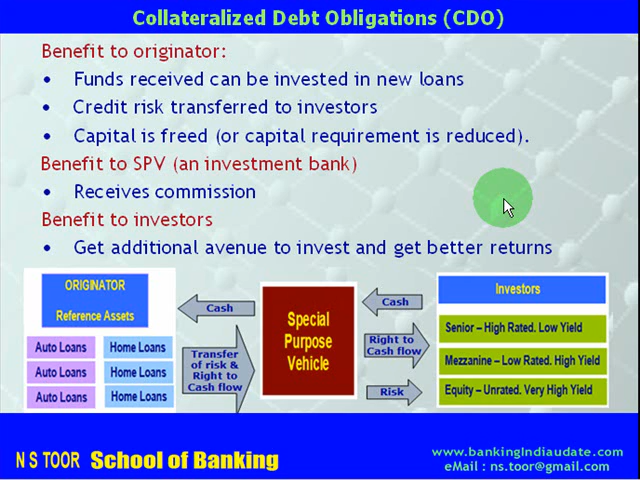 Collateralized Debt Obligations (CDO)
Benefit to originator:
• Funds received can be invested in new loans
• Credit risk transferred to investors
• Capital is freed (or capital requirement is reduced).
Benefit to SPV (an investment bank)
• Receives commission
Benefit to investors
• Get additional avenue to invest and get better returns
ORIGINATOR
Reference Assets
Auto Loans Home Loans
Auto Loans Home Loans
Auto Loans Home Loans
Cash
Transfer
of risk &
Right to
Cash flow
Special
Purpose
Vehicle
Cash
Right to
Cash flow
Risk
Investors
Senior – High Rated. Low Yield
Mezzanine – Low Rated. High Yield
Equity – Unrated. Very High Yield
N S TOOR School of Banking
www.bankingIndiaudate.com
eMail : ns.toor@gmail.com